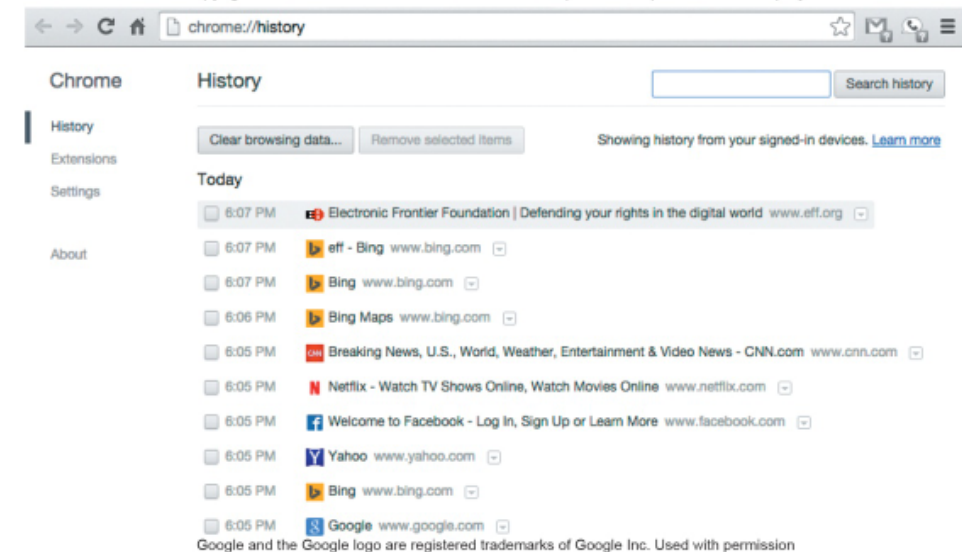 chrome://history
Chrome
History
Search history
History
Extensions
Settings
About
Clear browsing data...
Remove selected items
Showing history from your signed-in devices. Learn more
Today
6:07 PM Electronic Frontier Foundation | Defending your rights in the digital world www.eff.org
6:07 PM eff - Bing www.bing.com
6:07 PM Bing www.bing.com
6:06 PM Bing Maps www.bing.com
6:05 PM CNN Breaking News, U.S., World, Weather, Entertainment & Video News - CNN.com www.cnn.com
6:05 PM Netflix - Watch TV Shows Online, Watch Movies Online www.netflix.com
6:05 PM Welcome to Facebook - Log In, Sign Up or Learn More www.facebook.com
6:05 PM Yahoo www.yahoo.com
6:05 PM Bing www.bing.com
6:05 PM Google www.google.com
Google and the Google logo are registered trademarks of Google Inc. Used with permission